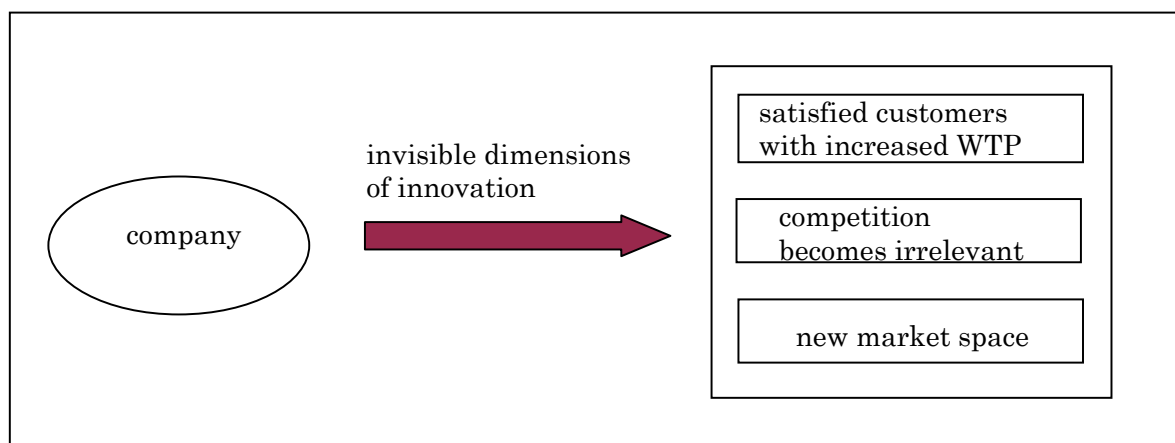 company
invisible dimensions
of innovation
satisfied customers
with increased WTP
competition
becomes irrelevant
new market space